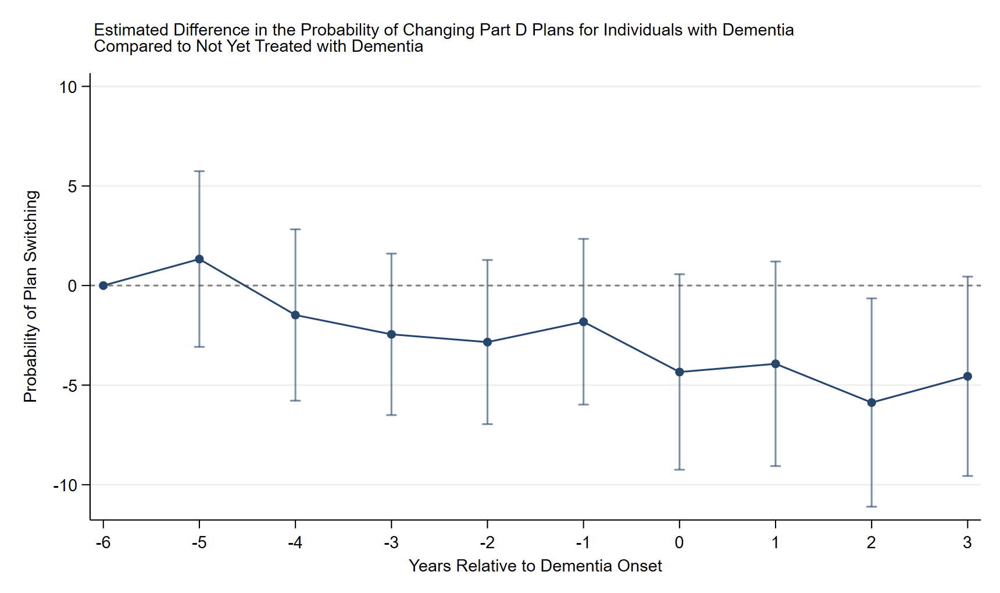 Estimated Difference in the Probability of Changing Part D Plans for Individuals with Dementia
Compared to Not Yet Treated with Dementia
10
5
0
-5
-10
Probability of Plan Switching
-6 -5 -4 -3 -2 -1 0 1 2 3
Years Relative to Dementia Onset